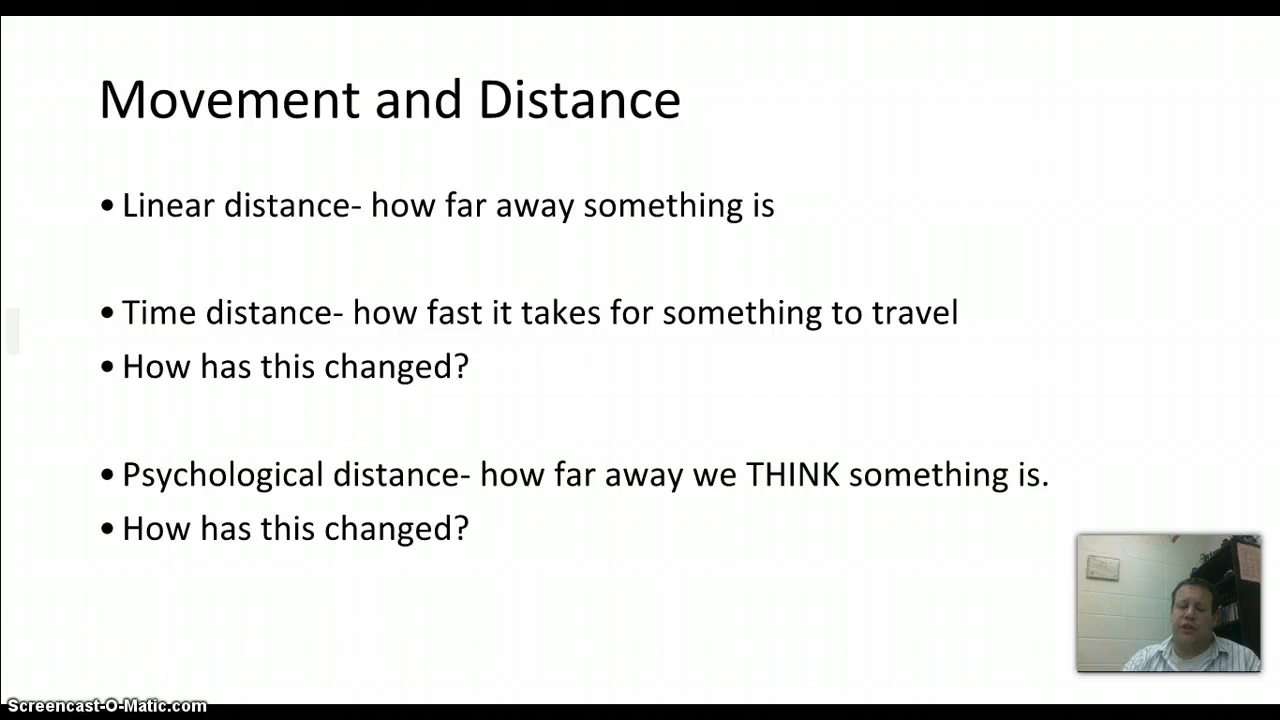 Movement and Distance
• Linear distance- how far away something is
• Time distance- how fast it takes for something to travel
• How has this changed?
• Psychological distance- how far away we THINK something is.
• How has this changed?
Screencast-O-Matic.com